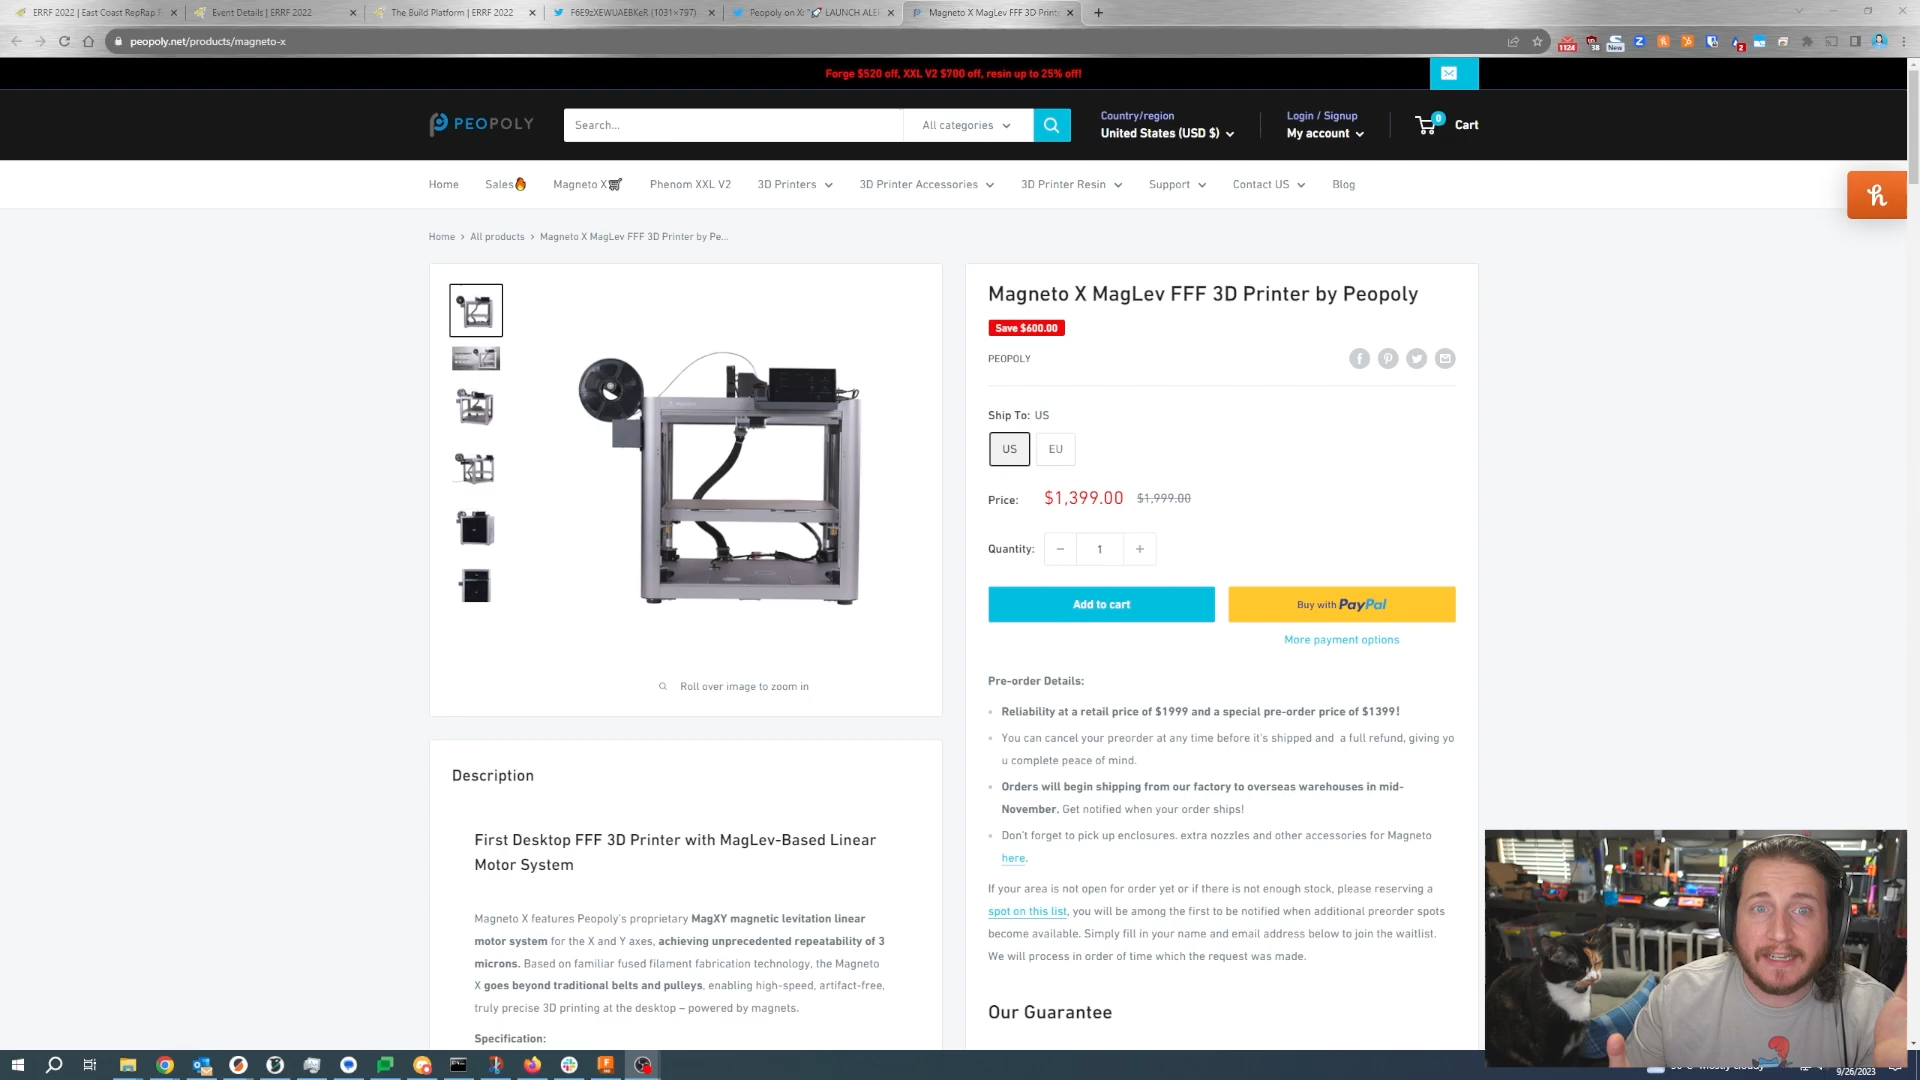 ERRF 2022 | East Coast RepRap F
Event Details | ERRF 2022
The Build Platform | ERRF 2022
F6E9zXEWUAEBKeR (1031×797)
Peopoly on X: "🚀 LAUNCH ALER
Magneto X MagLev FFF 3D Printe
peopoly.net/products/magneto-x
1124
38
New
2
Forge $520 off, XXL V2 $700 off, resin up to 25% off!
PEOPOLY
Search...
All categories
Country/region
United States (USD $)
Login / Signup
My account
0
Cart
Home
Sales🔥
Magneto X🛒
Phenom XXL V2
3D Printers
3D Printer Accessories
3D Printer Resin
Support
Contact US
Blog
Home > All products > Magneto X MagLev FFF 3D Printer by Pe...
Roll over image to zoom in
Description
First Desktop FFF 3D Printer with MagLev-Based Linear
Motor System
Magneto X features Peopoly's proprietary MagXY magnetic levitation linear
motor system for the X and Y axes, achieving unprecedented repeatability of 3
microns. Based on familiar fused filament fabrication technology, the Magneto
X goes beyond traditional belts and pulleys, enabling high-speed, artifact-free,
truly precise 3D printing at the desktop – powered by magnets.
Specification:
Magneto X MagLev FFF 3D Printer by Peopoly
Save $600.00
PEOPOLY
Ship To: US
US
EU
Price: $1,399.00 $1,999.00
Quantity: − 1 +
Add to cart
Buy with PayPal
More payment options
Pre-order Details:
Reliability at a retail price of $1999 and a special pre-order price of $1399!
You can cancel your preorder at any time before it's shipped and a full refund, giving yo
u complete peace of mind.
Orders will begin shipping from our factory to overseas warehouses in mid-
November. Get notified when your order ships!
Don't forget to pick up enclosures. extra nozzles and other accessories for Magneto
here.
If your area is not open for order yet or if there is not enough stock, please reserving a
spot on this list, you will be among the first to be notified when additional preorder spots
become available. Simply fill in your name and email address below to join the waitlist.
We will process in order of time which the request was made.
Our Guarantee
9/26/2023